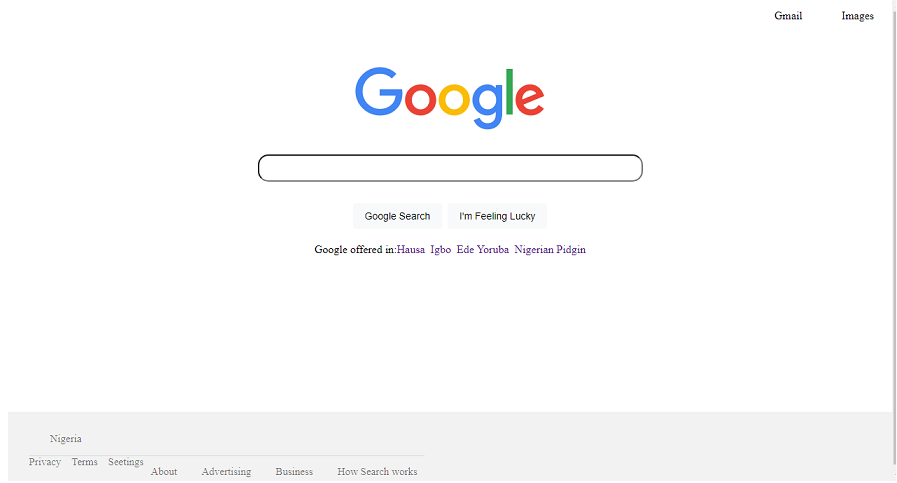 Gmail Images
Google
Google Search I'm Feeling Lucky
Google offered in:Hausa Igbo Ede Yoruba Nigerian Pidgin
Nigeria
Privacy Terms Seetings
About Advertising Business How Search works